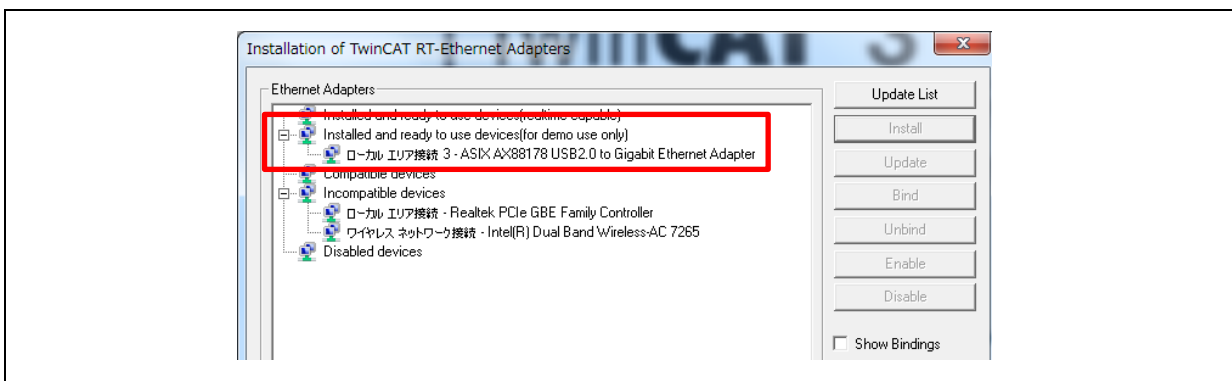 Installation of TwinCAT RT-Ethernet Adapters
TwinCAT 3
Ethernet Adapters
Update List
Installed and ready to use devices(realtime capable)
Install
Installed and ready to use devices(for demo use only)
ローカル エリア接続 3 - ASIX AX88178 USB2.0 to Gigabit Ethernet Adapter
Update
Compatible devices
Incompatible devices
Bind
ローカル エリア接続 - Realtek PCIe GBE Family Controller
ワイヤレス ネットワーク接続 - Intel(R) Dual Band Wireless-AC 7265
Unbind
Disabled devices
Enable
Disable
Show Bindings